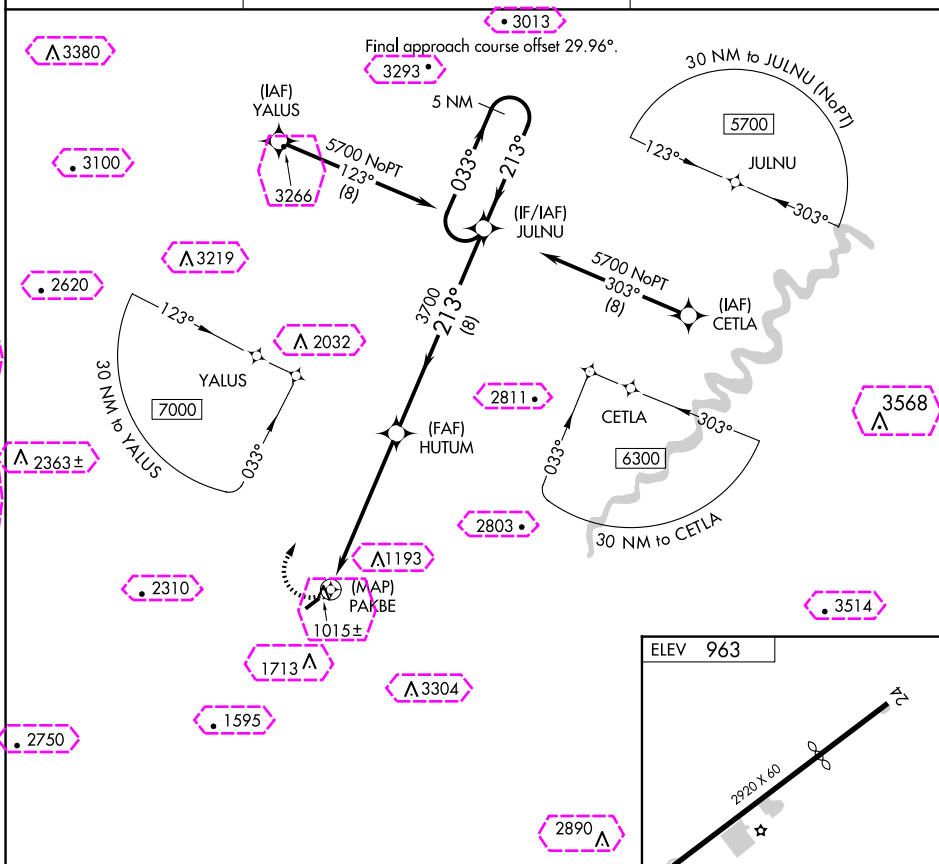 3013
Final approach course offset 29.96°.
3380
3293
30 NM to JULNU (NoPT)
(IAF)
YALUS
5 NM
5700
123°
JULNU
303°
3100
3266
5700 NoPT
123°
(8)
033°
213°
(IF/IAF)
JULNU
3219
2620
5700 NoPT
303°
(8)
(IAF)
CETLA
3700
213°
(8)
123°
2032
YALUS
7000
033°
30 NM to YALUS
2811
CETLA
303°
033°
6300
30 NM to CETLA
3568
(FAF)
HUTUM
2363±
2803
1193
(MAP)
PAKBE
2310
1015±
3514
1713
3304
ELEV 963
1595
2750
24
2920 X 60
2890